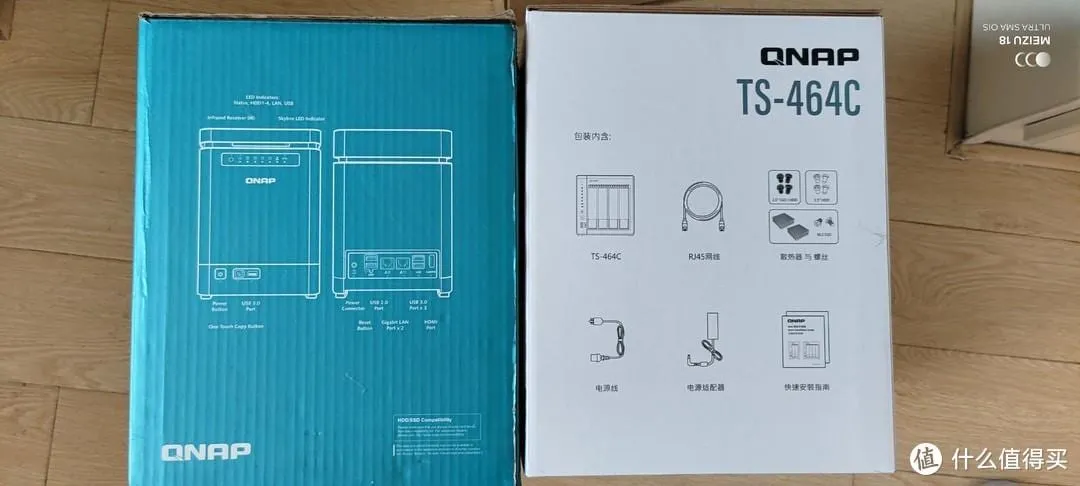 LED Indicators:
Status, HDD1-4, LAN, USB
Infrared Receiver (IR)
Skyline LED Indicator
QNAP
Power
Button
USB 3.0
Port
One Touch Copy Button
Power
Connector
USB 2.0
Port
USB 3.0
Port x 2
Reset
Button
Gigabit LAN
Port x 2
HDMI
Port
HDD/SSD Compatibility
QNAP
QNAP
TS-464C
包装内含:
TS-464C
RJ45网线
散热器 与 螺丝
电源线
电源适配器
QNAP
快速安装指南
MEIZU 18
ULTRA SMA OIS
值 什么值得买